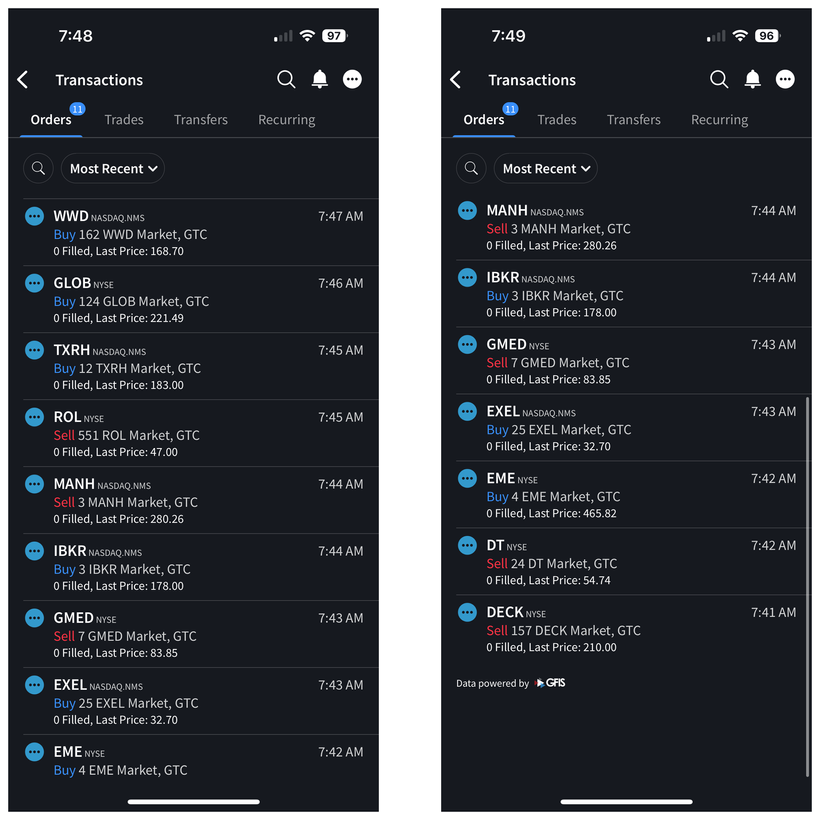 7:48
97
Transactions
11
Orders Trades Transfers Recurring
Most Recent
WWD NASDAQ.NMS 7:47 AM
Buy 162 WWD Market, GTC
0 Filled, Last Price: 168.70
GLOB NYSE 7:46 AM
Buy 124 GLOB Market, GTC
0 Filled, Last Price: 221.49
TXRH NASDAQ.NMS 7:45 AM
Buy 12 TXRH Market, GTC
0 Filled, Last Price: 183.00
ROL NYSE 7:45 AM
Sell 551 ROL Market, GTC
0 Filled, Last Price: 47.00
MANH NASDAQ.NMS 7:44 AM
Sell 3 MANH Market, GTC
0 Filled, Last Price: 280.26
IBKR NASDAQ.NMS 7:44 AM
Buy 3 IBKR Market, GTC
0 Filled, Last Price: 178.00
GMED NYSE 7:43 AM
Sell 7 GMED Market, GTC
0 Filled, Last Price: 83.85
EXEL NASDAQ.NMS 7:43 AM
Buy 25 EXEL Market, GTC
0 Filled, Last Price: 32.70
EME NYSE 7:42 AM
Buy 4 EME Market, GTC
7:49
96
Transactions
11
Orders Trades Transfers Recurring
Most Recent
MANH NASDAQ.NMS 7:44 AM
Sell 3 MANH Market, GTC
0 Filled, Last Price: 280.26
IBKR NASDAQ.NMS 7:44 AM
Buy 3 IBKR Market, GTC
0 Filled, Last Price: 178.00
GMED NYSE 7:43 AM
Sell 7 GMED Market, GTC
0 Filled, Last Price: 83.85
EXEL NASDAQ.NMS 7:43 AM
Buy 25 EXEL Market, GTC
0 Filled, Last Price: 32.70
EME NYSE 7:42 AM
Buy 4 EME Market, GTC
0 Filled, Last Price: 465.82
DT NYSE 7:42 AM
Sell 24 DT Market, GTC
0 Filled, Last Price: 54.74
DECK NYSE 7:41 AM
Sell 157 DECK Market, GTC
0 Filled, Last Price: 210.00
Data powered by GFIS